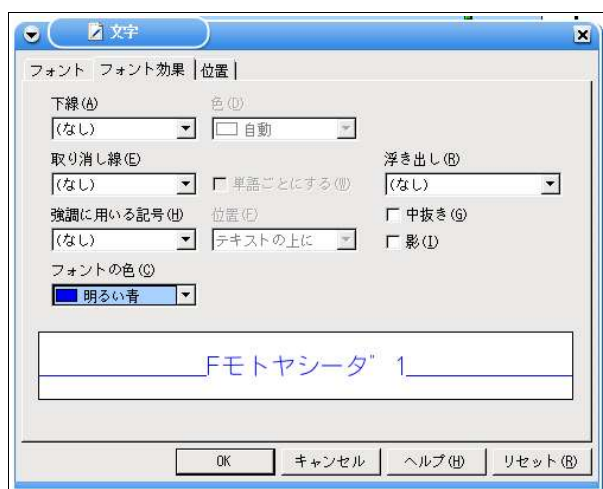 文字
フォント フォント効果 位置
下線(A) 色(D)
(なし) 自動
取り消し線(E) 浮き出し(R)
(なし) 単語ごとにする(W) (なし)
強調に用いる記号(H) 位置(F) 中抜き(G)
(なし) テキストの上に 影(I)
フォントの色(C)
明るい青
Fモトヤシータ゛ 1
OK キャンセル ヘルプ(H) リセット(R)